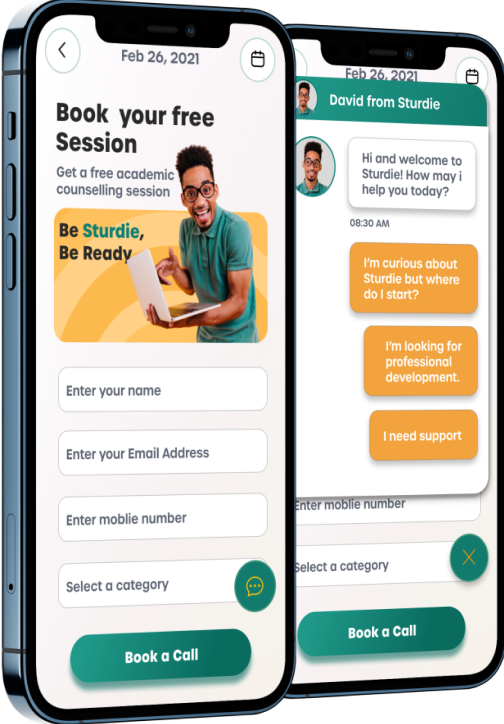 Feb 26, 2021
Book your free
Session
Get a free academic
counselling session
Be Sturdie,
Be Ready
Enter your name
Enter your Email Address
Enter moblie number
Select a category
Book a Call
Feb 26, 2021
David from Sturdie
Hi and welcome to
Sturdie! How may i
help you today?
08:30 AM
I'm curious about
Sturdie but where
do I start?
I'm looking for
professional
development.
I need support
Enter moblie number
Select a category
Book a Call